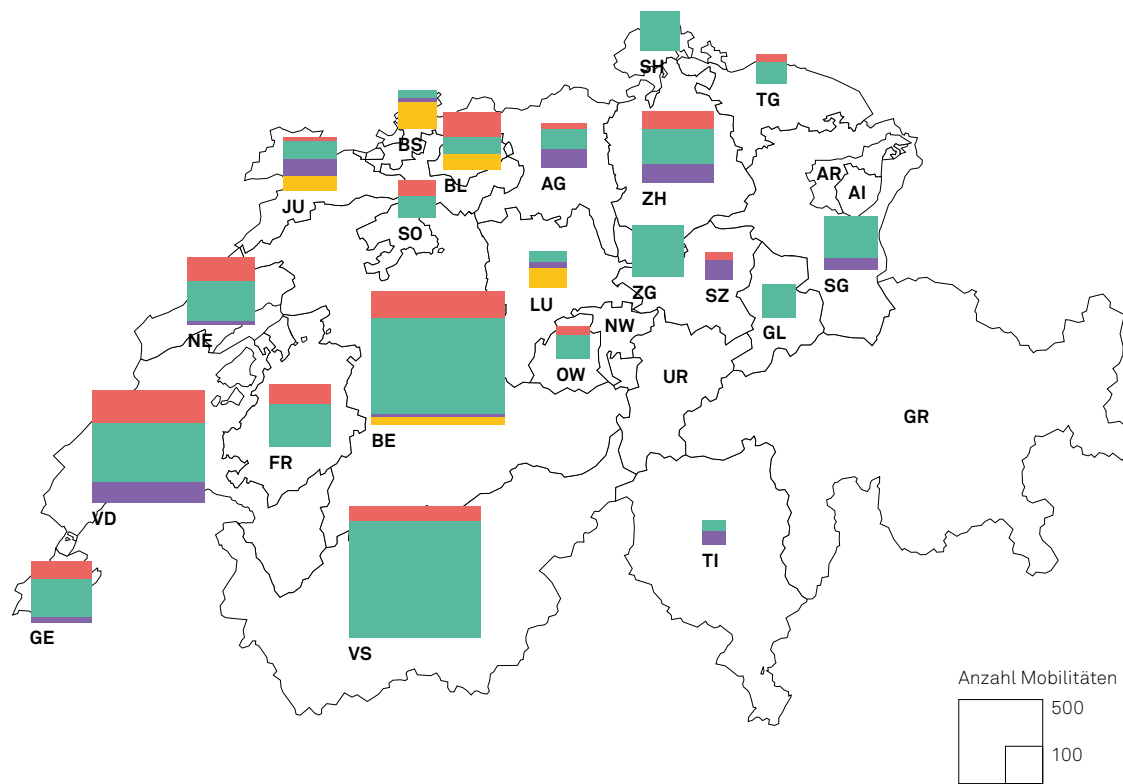 SH
TG
BS
BL
AG
ZH
AR
AI
JU
SO
LU
ZG
SZ
GL
SG
NE
NW
OW
UR
GR
FR
BE
VD
TI
GE
VS
Anzahl Mobilitäten
500
100